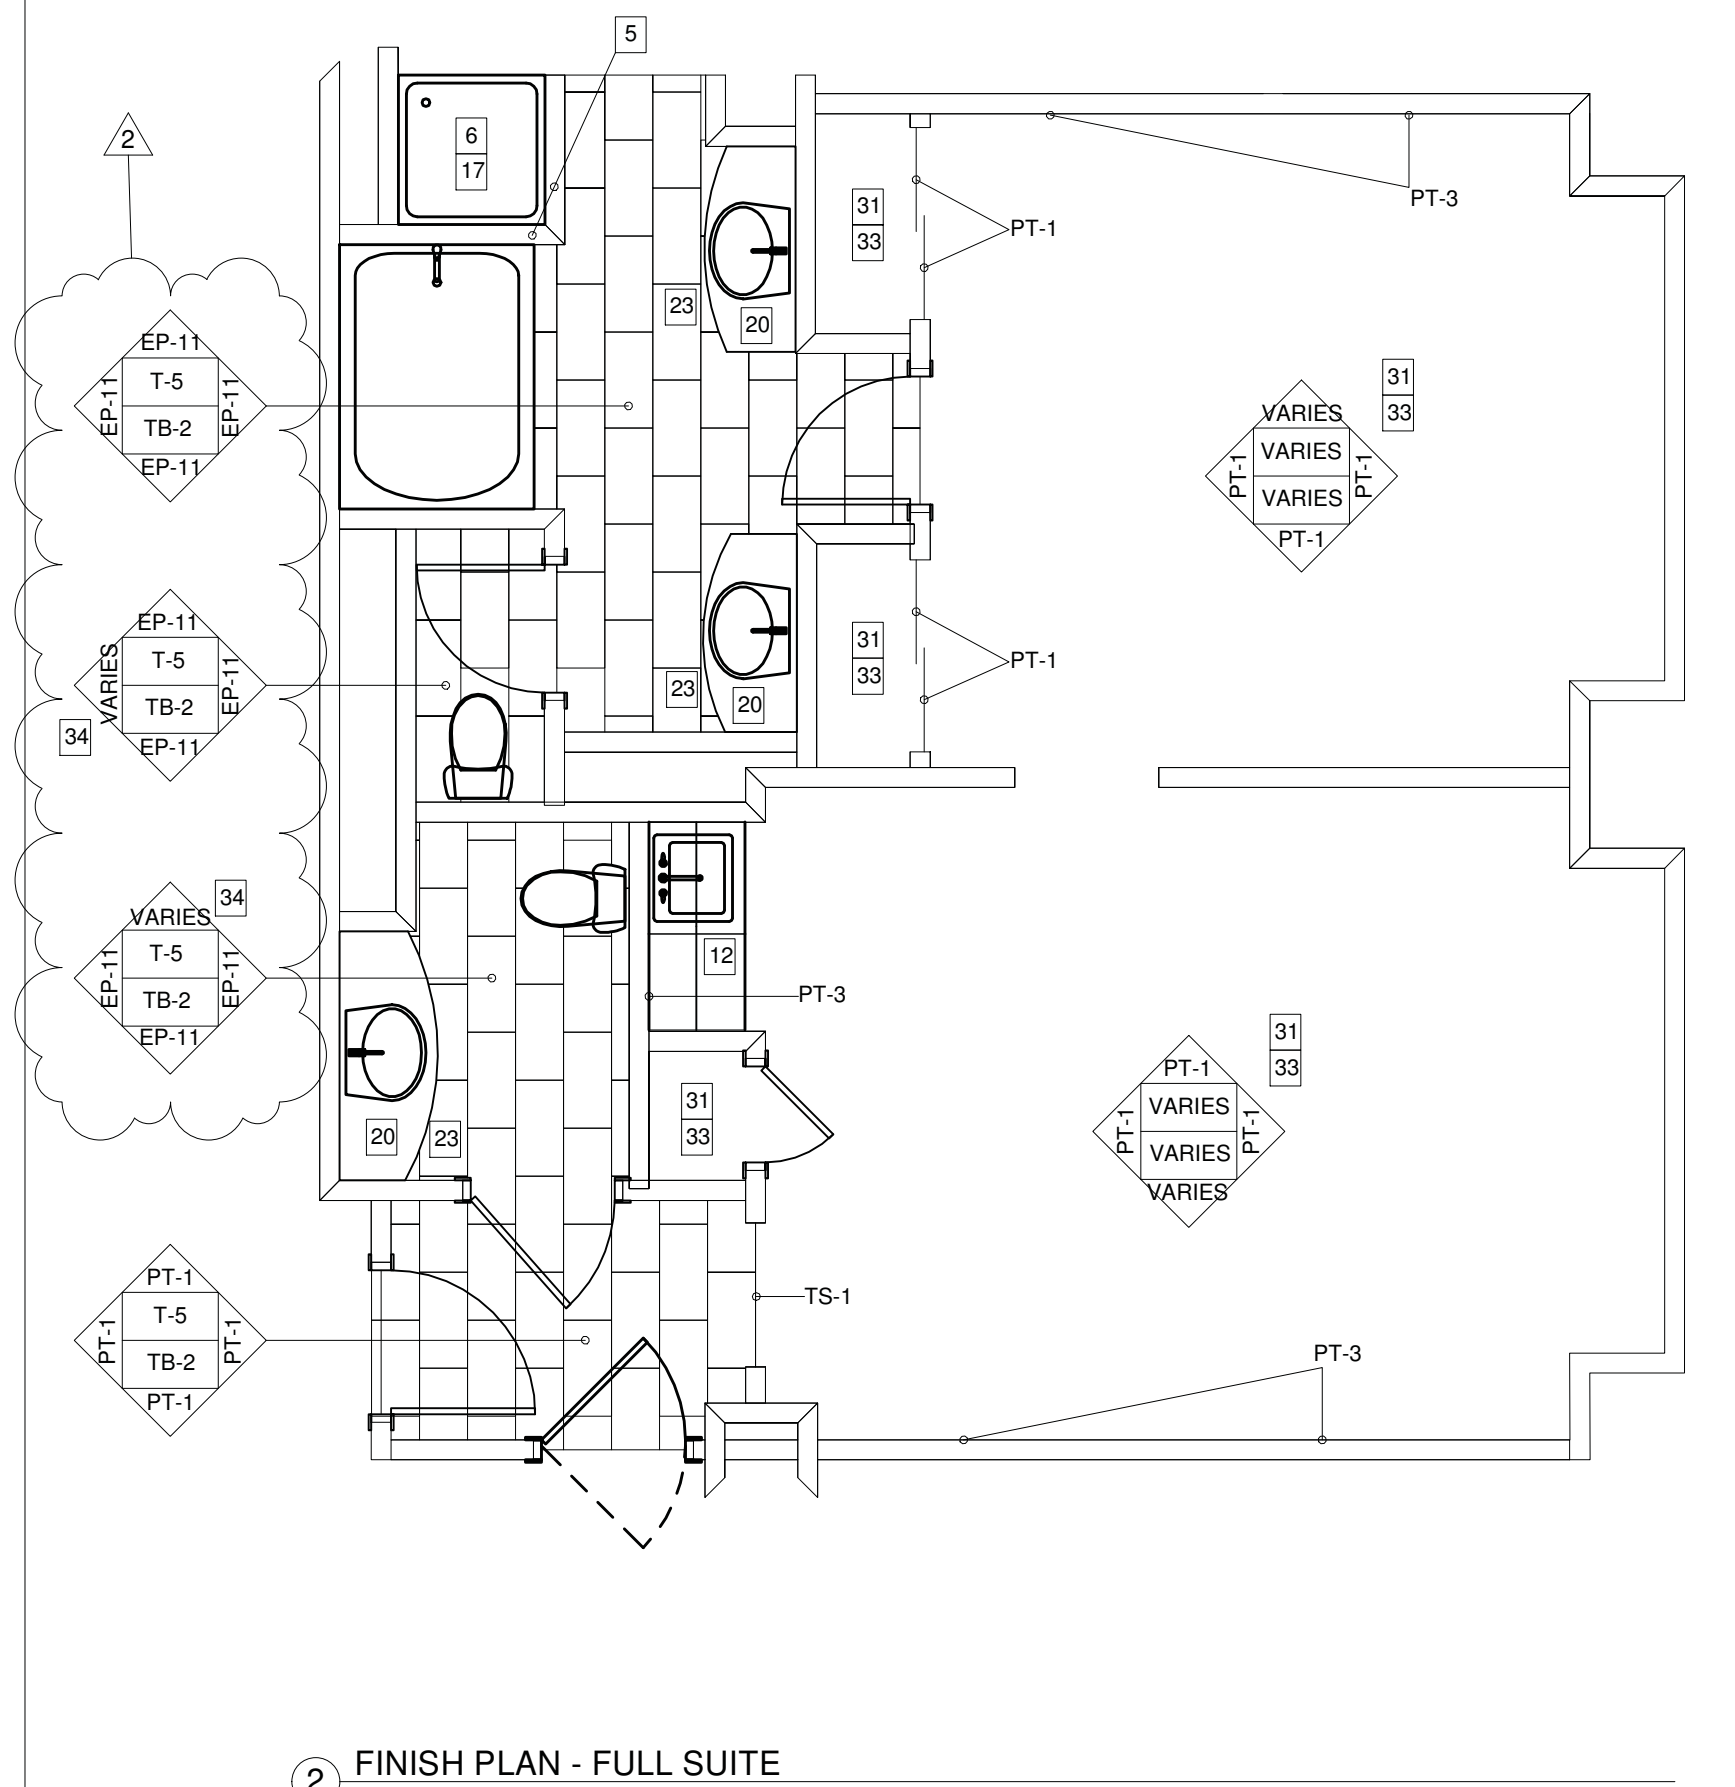 5
2
6
17
31
33
PT-1
PT-3
23
20
EP-11
T-5
TB-2
EP-11
EP-11
EP-11
31
33
VARIES
VARIES
VARIES
PT-1
PT-1
PT-1
EP-11
T-5
TB-2
VARIES
EP-11
EP-11
34
23
20
31
33
PT-1
VARIES
34
T-5
TB-2
EP-11
EP-11
EP-11
12
PT-3
20
23
31
33
31
33
PT-1
VARIES
VARIES
PT-1
PT-1
VARIES
PT-1
T-5
TB-2
PT-1
PT-1
PT-1
TS-1
PT-3
2
FINISH PLAN - FULL SUITE